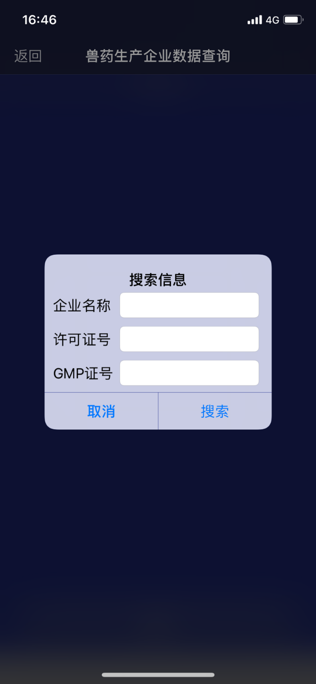 16:46 4G
返回 兽药生产企业数据查询
搜索信息
企业名称
许可证号
GMP证号
取消 搜索